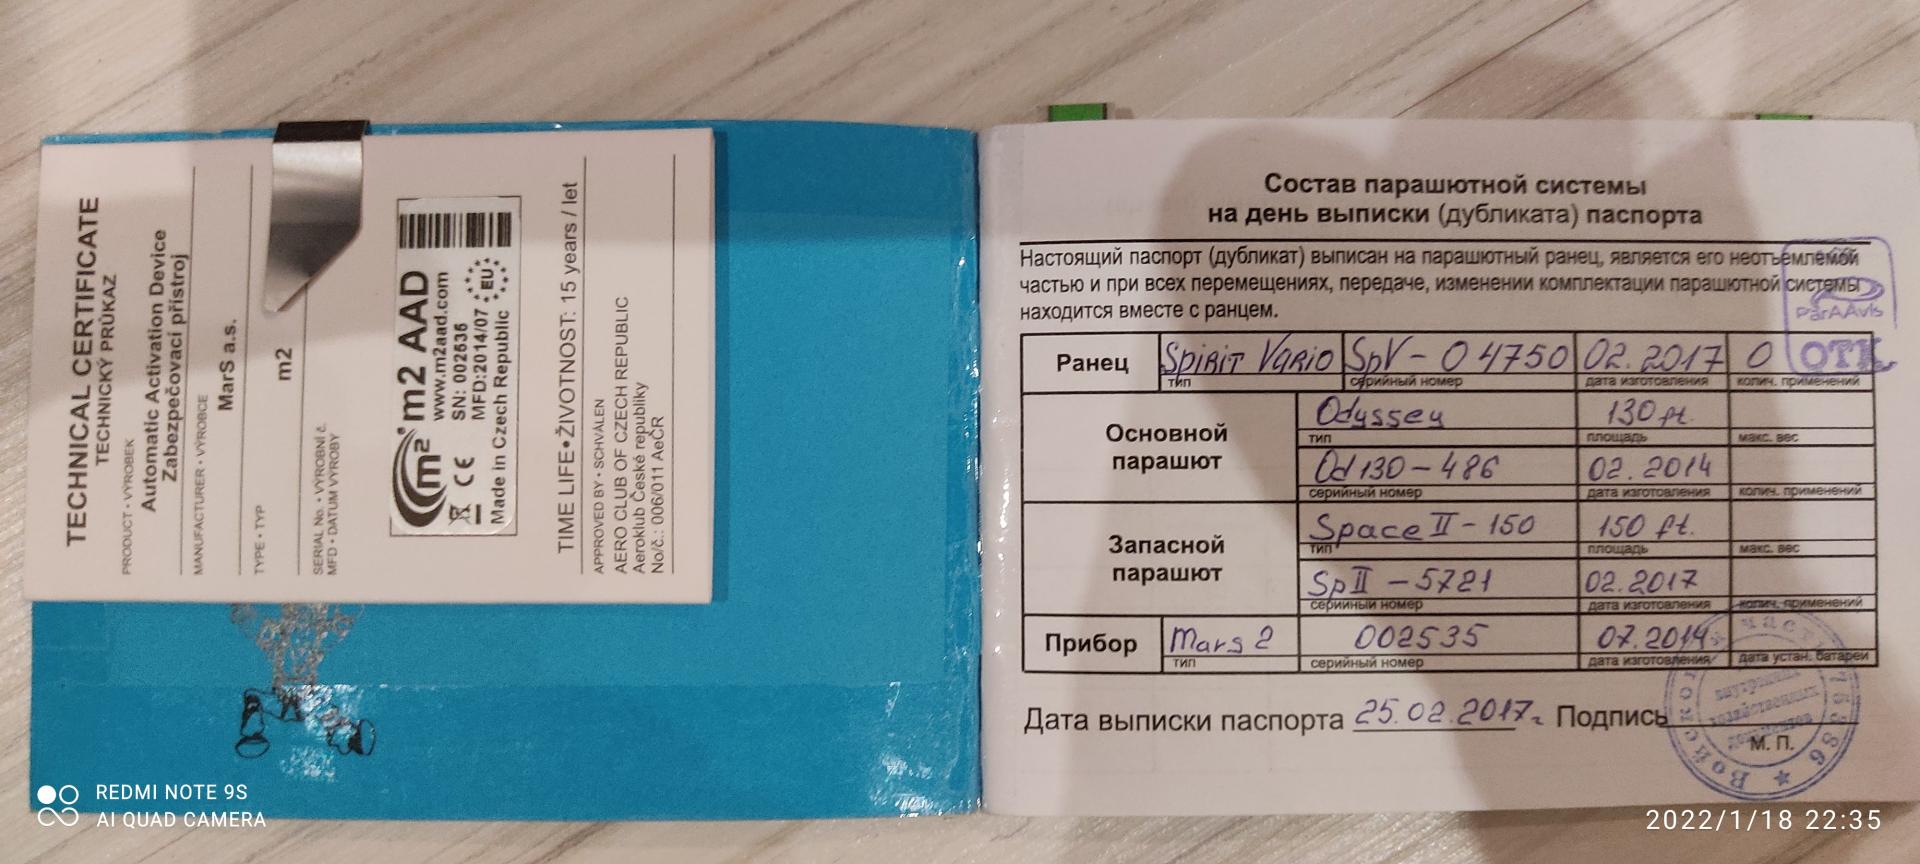 TECHNICAL CERTIFICATE
TECHNICKÝ PRŮKAZ
PRODUCT • VÝROBEK
Automatic Activation Device
Zabezpečovací přístroj
MANUFACTURER • VÝROBCE
MarS a.s.
TYPE • TYP
m2
SERIAL No. • VÝROBNÍ č.
MFD • DATUM VÝROBY
m2 m2 AAD
www.m2aad.com
SN: 002535
MFD:2014/07 EU
CE Made in Czech Republic
TIME LIFE•ŽIVOTNOST: 15 years / let
APPROVED BY • SCHVÁLEN
AERO CLUB OF CZECH REPUBLIC
Aeroklub České republiky
No/č.: 006/011 AeČR
Состав парашютной системы
на день выписки (дубликата) паспорта
Настоящий паспорт (дубликат) выписан на парашютный ранец, является его неотъемлемой
частью и при всех перемещениях, передаче, изменении комплектации парашютной системы
находится вместе с ранцем.
ParAAvis
ОТК
Ранец Spirit Vario SpV - 04750 02.2017 0
тип серийный номер дата изготовления колич. применений
Основной парашют
Odyssey 130 ft.
тип площадь макс. вес
Od130-486 02.2014
серийный номер дата изготовления колич. применений
Запасной парашют
Space II - 150 150 ft.
тип площадь макс. вес
Sp II - 5721 02.2017
серийный номер дата изготовления колич. применений
Прибор Mars 2 002535 07.2014
тип серийный номер дата изготовления дата устан. батареи
Дата выписки паспорта 25.02.2017г. Подпись
М. П.
REDMI NOTE 9S
AI QUAD CAMERA
2022/1/18 22:35